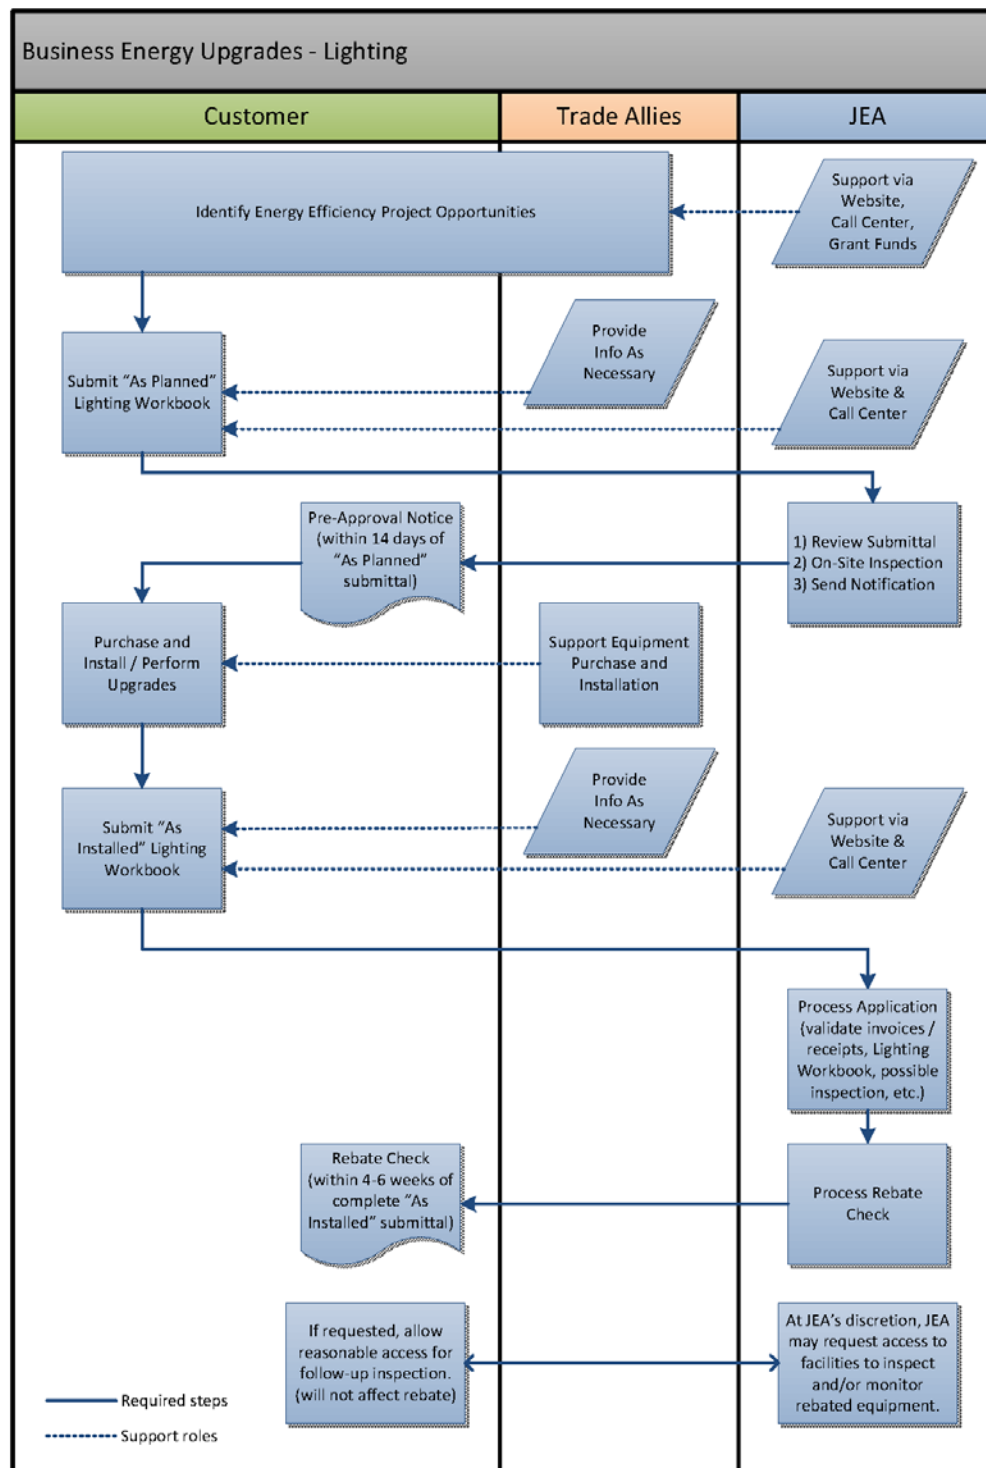 Business Energy Upgrades - Lighting
Customer
Trade Allies
JEA
Identify Energy Efficiency Project Opportunities
Support via
Website,
Call Center,
Grant Funds
Provide
Info As
Necessary
Submit “As Planned”
Lighting Workbook
Support via
Website &
Call Center
Pre-Approval Notice
(within 14 days of
“As Planned”
submittal)
1) Review Submittal
2) On-Site Inspection
3) Send Notification
Purchase and
Install / Perform
Upgrades
Support Equipment
Purchase and
Installation
Provide
Info As
Necessary
Submit “As
Installed” Lighting
Workbook
Support via
Website &
Call Center
Process Application
(validate invoices /
receipts, Lighting
Workbook, possible
inspection, etc.)
Rebate Check
(within 4-6 weeks of
complete “As
Installed” submittal)
Process Rebate
Check
If requested, allow
reasonable access for
follow-up inspection.
(will not affect rebate)
At JEA’s discretion, JEA
may request access to
facilities to inspect
and/or monitor
rebated equipment.
Required steps
Support roles